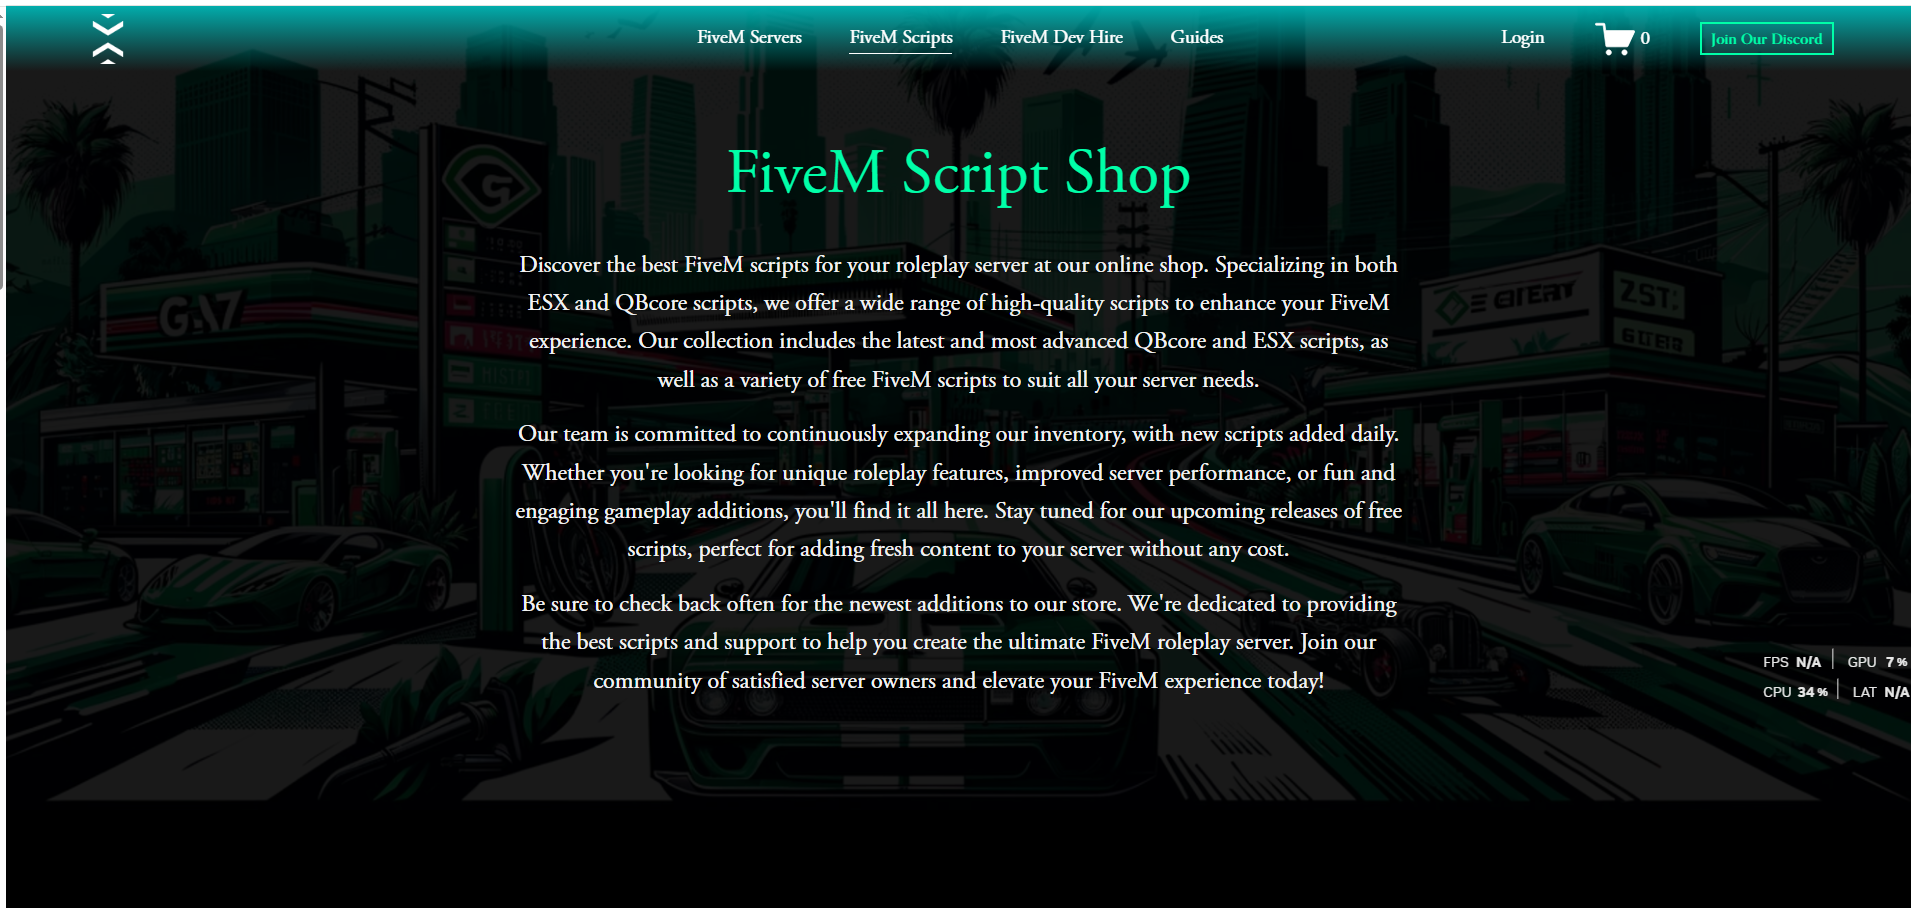 FiveM Servers FiveM Scripts FiveM Dev Hire Guides Login 0 Join Our Discord
FiveM Script Shop
Discover the best FiveM scripts for your roleplay server at our online shop. Specializing in both
ESX and QBcore scripts, we offer a wide range of high-quality scripts to enhance your FiveM
experience. Our collection includes the latest and most advanced QBcore and ESX scripts, as
well as a variety of free FiveM scripts to suit all your server needs.
Our team is committed to continuously expanding our inventory, with new scripts added daily.
Whether you're looking for unique roleplay features, improved server performance, or fun and
engaging gameplay additions, you'll find it all here. Stay tuned for our upcoming releases of free
scripts, perfect for adding fresh content to your server without any cost.
Be sure to check back often for the newest additions to our store. We're dedicated to providing
the best scripts and support to help you create the ultimate FiveM roleplay server. Join our
community of satisfied server owners and elevate your FiveM experience today!
FPS N/A | GPU 7%
CPU 34% | LAT N/A